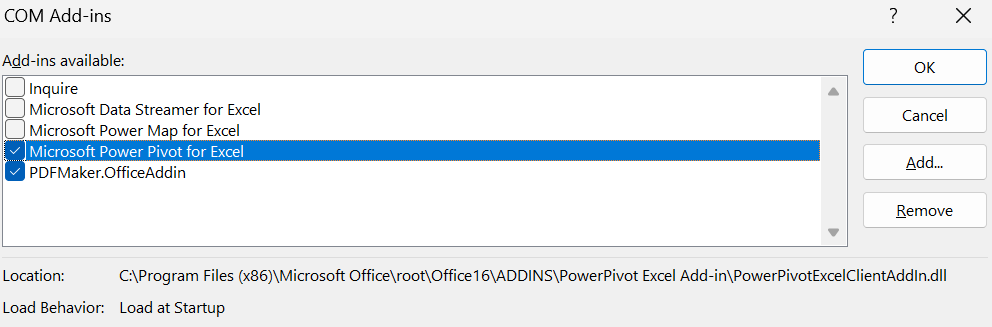 COM Add-ins
Add-ins available:
Inquire
Microsoft Data Streamer for Excel
Microsoft Power Map for Excel
Microsoft Power Pivot for Excel
PDFMaker.OfficeAddin
OK
Cancel
Add...
Remove
Location: C:\Program Files (x86)\Microsoft Office\root\Office16\ADDINS\PowerPivot Excel Add-in\PowerPivotExcelClientAddIn.dll
Load Behavior: Load at Startup